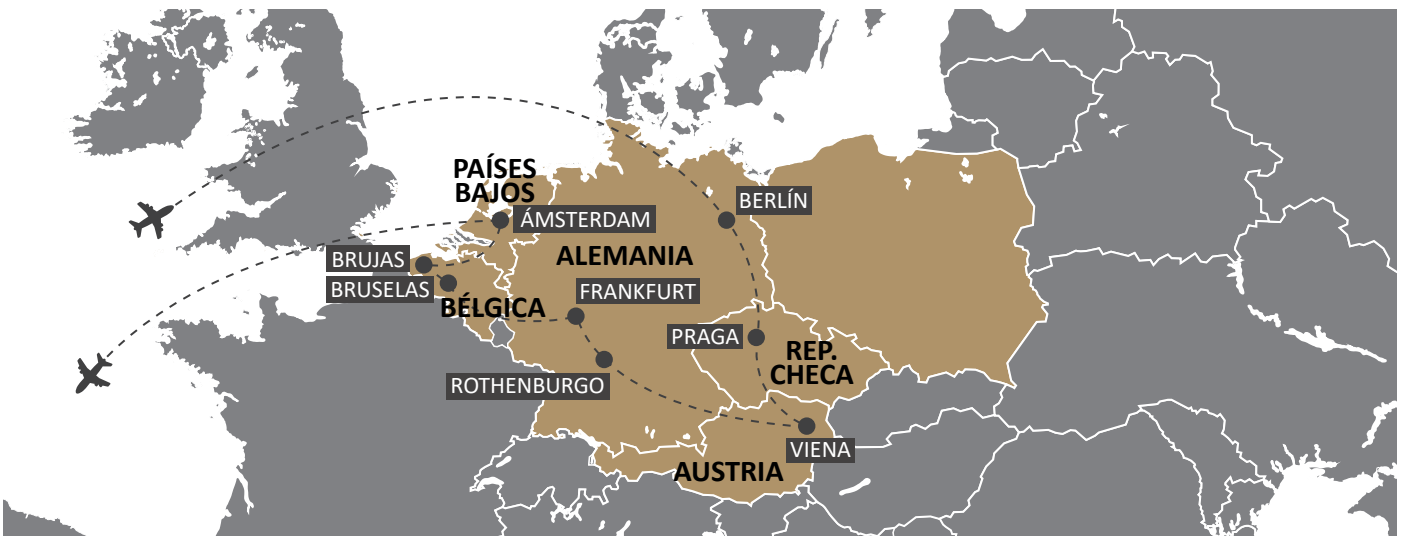 PAÍSES
BAJOS
BERLÍN
ÁMSTERDAM
BRUJAS
ALEMANIA
BRUSELAS
FRANKFURT
BÉLGICA
PRAGA
REP.
CHECA
ROTHENBURGO
VIENA
AUSTRIA